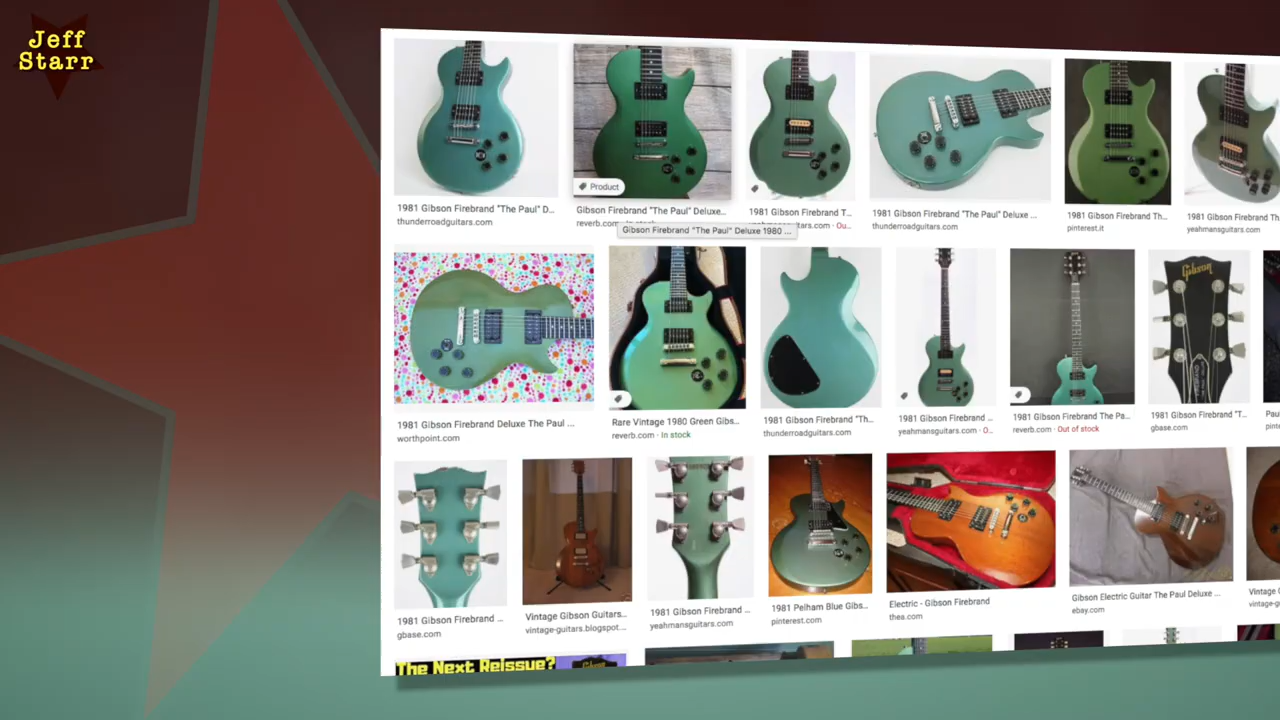 Jeff
Starr
Product
1981 Gibson Firebrand "The Paul" D...
thunderroadguitars.com
Gibson Firebrand "The Paul" Deluxe...
reverb.com
1981 Gibson Firebrand T...
yeahmansguitars.com · Ou...
1981 Gibson Firebrand "The Paul" Deluxe ...
thunderroadguitars.com
1981 Gibson Firebrand Th...
pinterest.it
1981 Gibson Firebrand Th
yeahmansguitars.com
Gibson Firebrand "The Paul" Deluxe 1980 ...
Gibson
1981 Gibson Firebrand Deluxe The Paul ...
worthpoint.com
Rare Vintage 1980 Green Gibs...
reverb.com · In stock
1981 Gibson Firebrand "Th...
thunderroadguitars.com
1981 Gibson Firebrand ...
yeahmansguitars.com · O...
1981 Gibson Firebrand The Pa...
reverb.com · Out of stock
1981 Gibson Firebrand "T...
gbase.com
1981 Gibson Firebrand ...
gbase.com
Vintage Gibson Guitars...
vintage-guitars.blogspot....
1981 Gibson Firebrand ...
yeahmansguitars.com
1981 Pelham Blue Gibs...
pinterest.com
Electric - Gibson Firebrand
thea.com
Gibson Electric Guitar The Paul Deluxe ...
ebay.com
Vintage
The Next Reissue?
Gibson